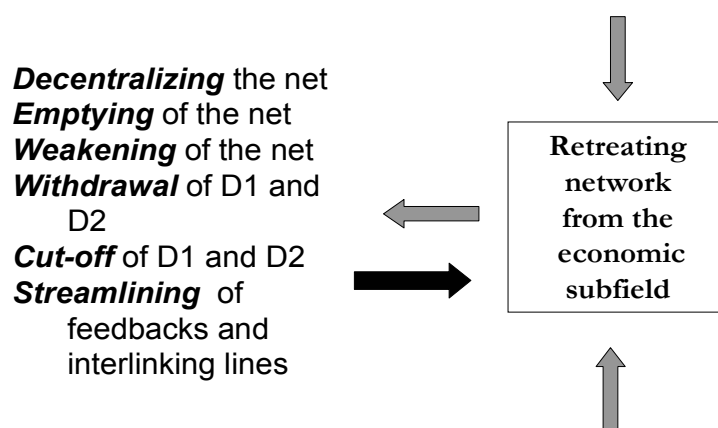 Decentralizing the net
Emptying of the net
Weakening of the net
Withdrawal of D1 and
D2
Cut-off of D1 and D2
Streamlining of
feedbacks and
interlinking lines
Retreating
network
from the
economic
subfield